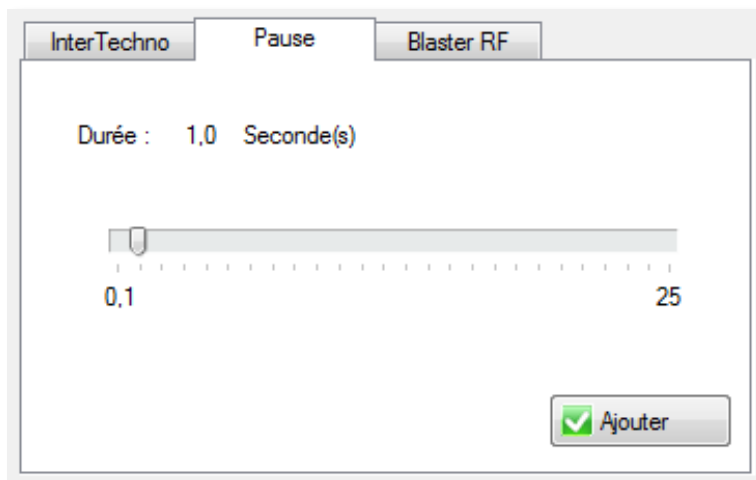 InterTechno Pause Blaster RF
Durée : 1,0 Seconde(s)
0,1 25
Ajouter